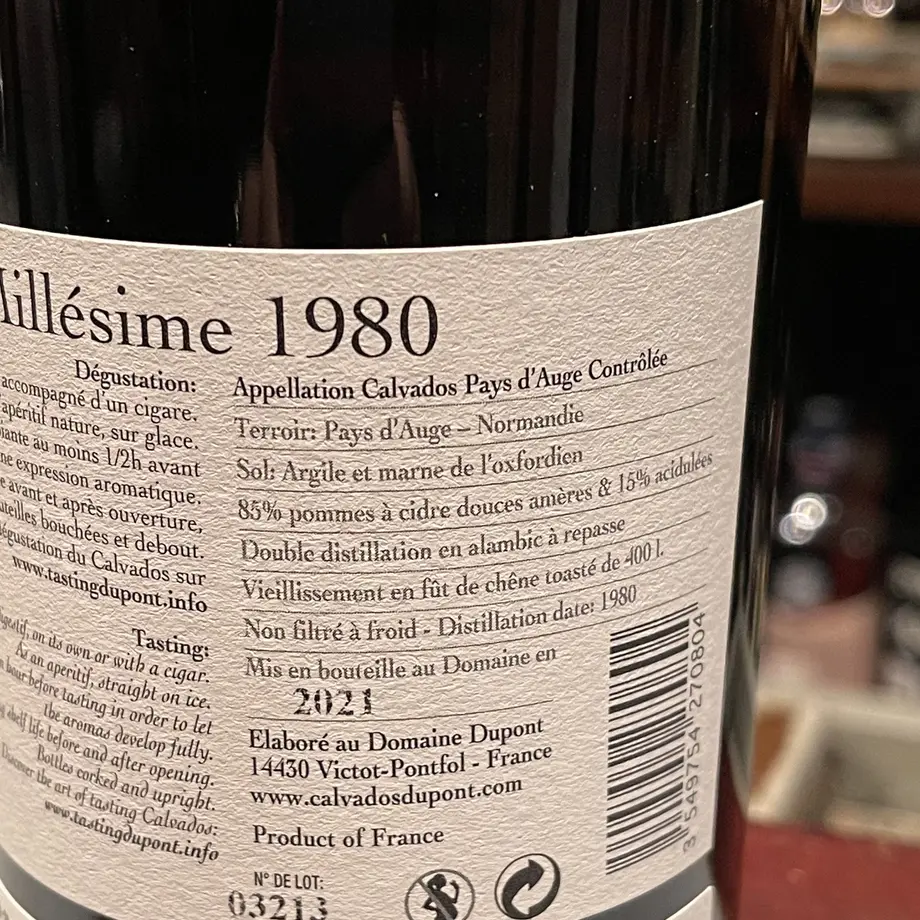 Millésime 1980
Dégustation:
accompagné d'un cigare.
apéritif nature, sur glace.
au moins 1/2h avant
expression aromatique.
avant et après ouverture,
bouchées et debout.
dégustation du Calvados sur
www.tastingdupont.info
Tasting:
on its own or with a cigar.
As an aperitif, straight on ice.
hour before tasting in order to let
the aromas develop fully.
shelf life before and after opening.
Bottles corked and upright.
Discover the art of tasting Calvados:
www.tastingdupont.info
Appellation Calvados Pays d'Auge Contrôlée
Terroir: Pays d'Auge – Normandie
Sol: Argile et marne de l'oxfordien
85% pommes à cidre douces amères & 15% acidulées
Double distillation en alambic à repasse
Vieillissement en fût de chêne toasté de 400 l.
Non filtré à froid - Distillation date: 1980
Mis en bouteille au Domaine en
2021
Elaboré au Domaine Dupont
14430 Victot-Pontfol - France
www.calvadosdupont.com
Product of France
N° DE LOT:
03213
3 549754 270804